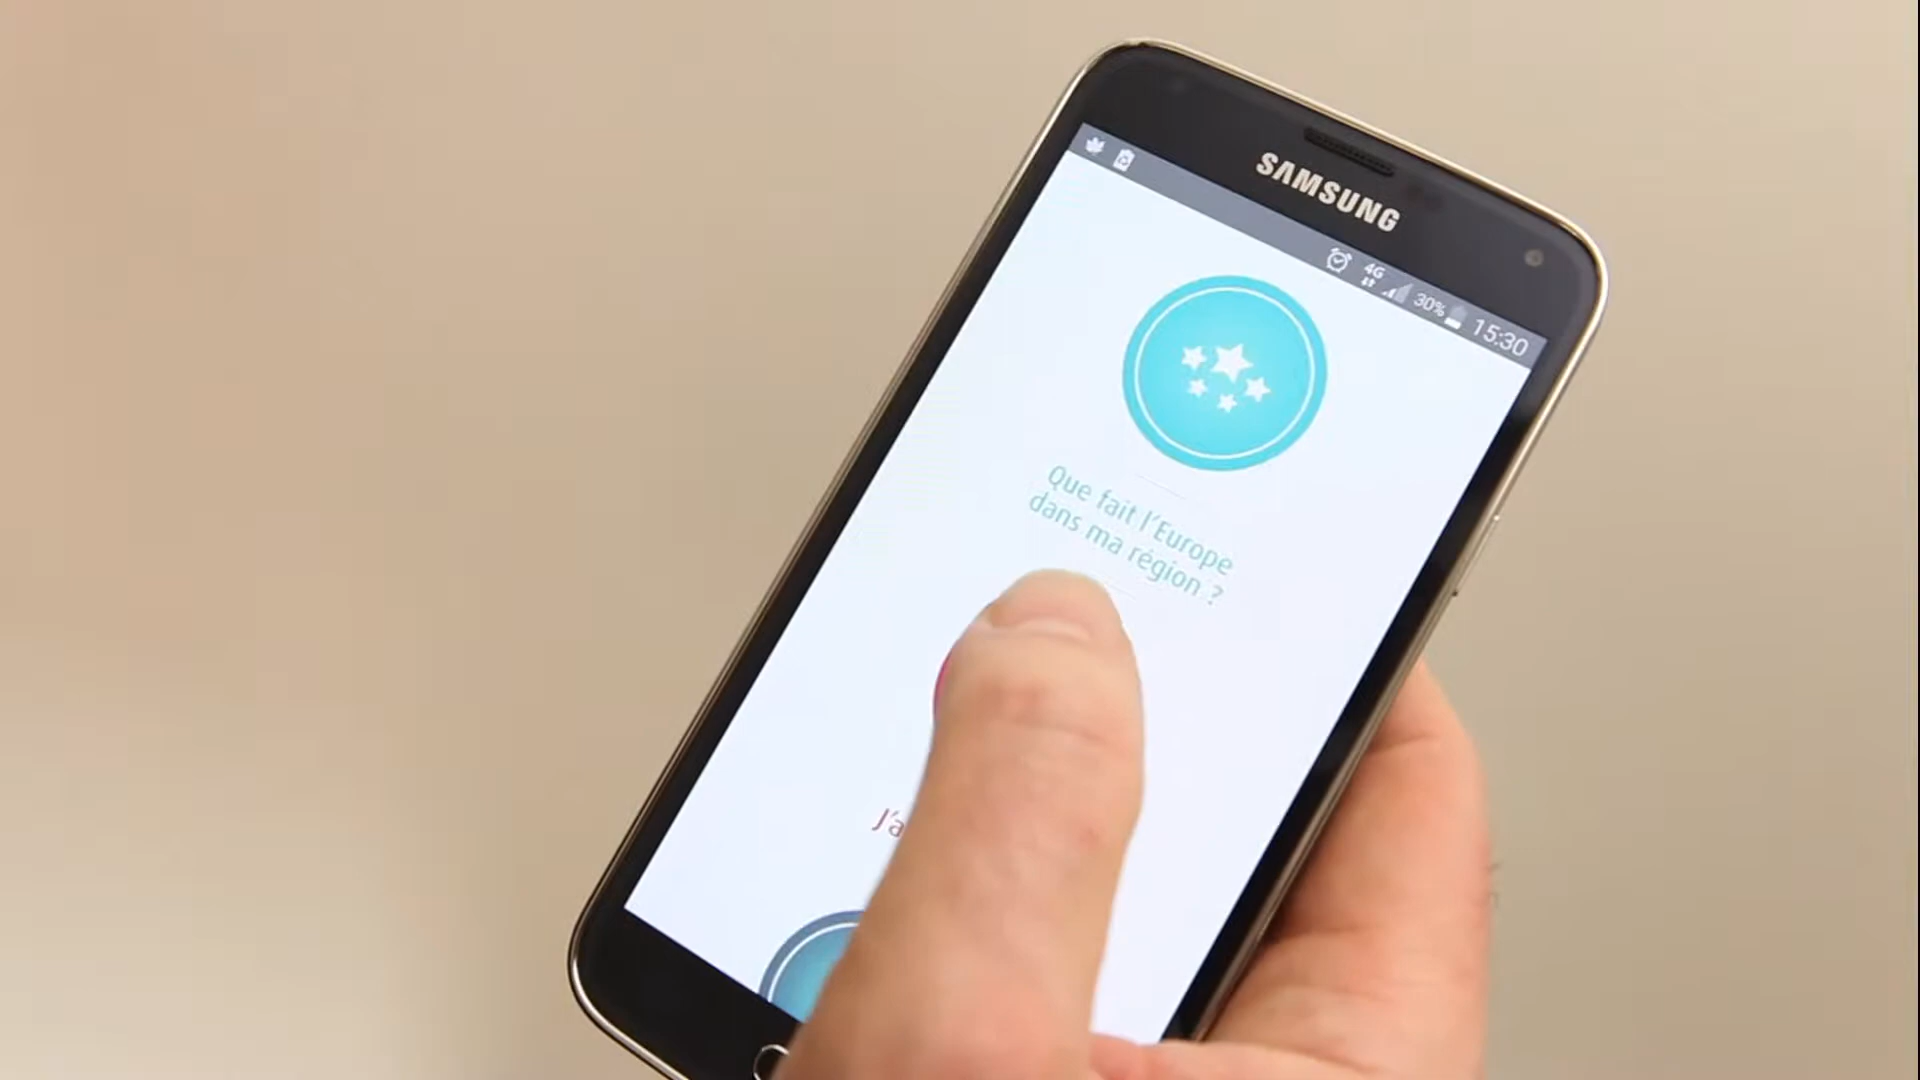 SAMSUNG
4G 30% 15:30
Que fait l'Europe
dans ma région ?